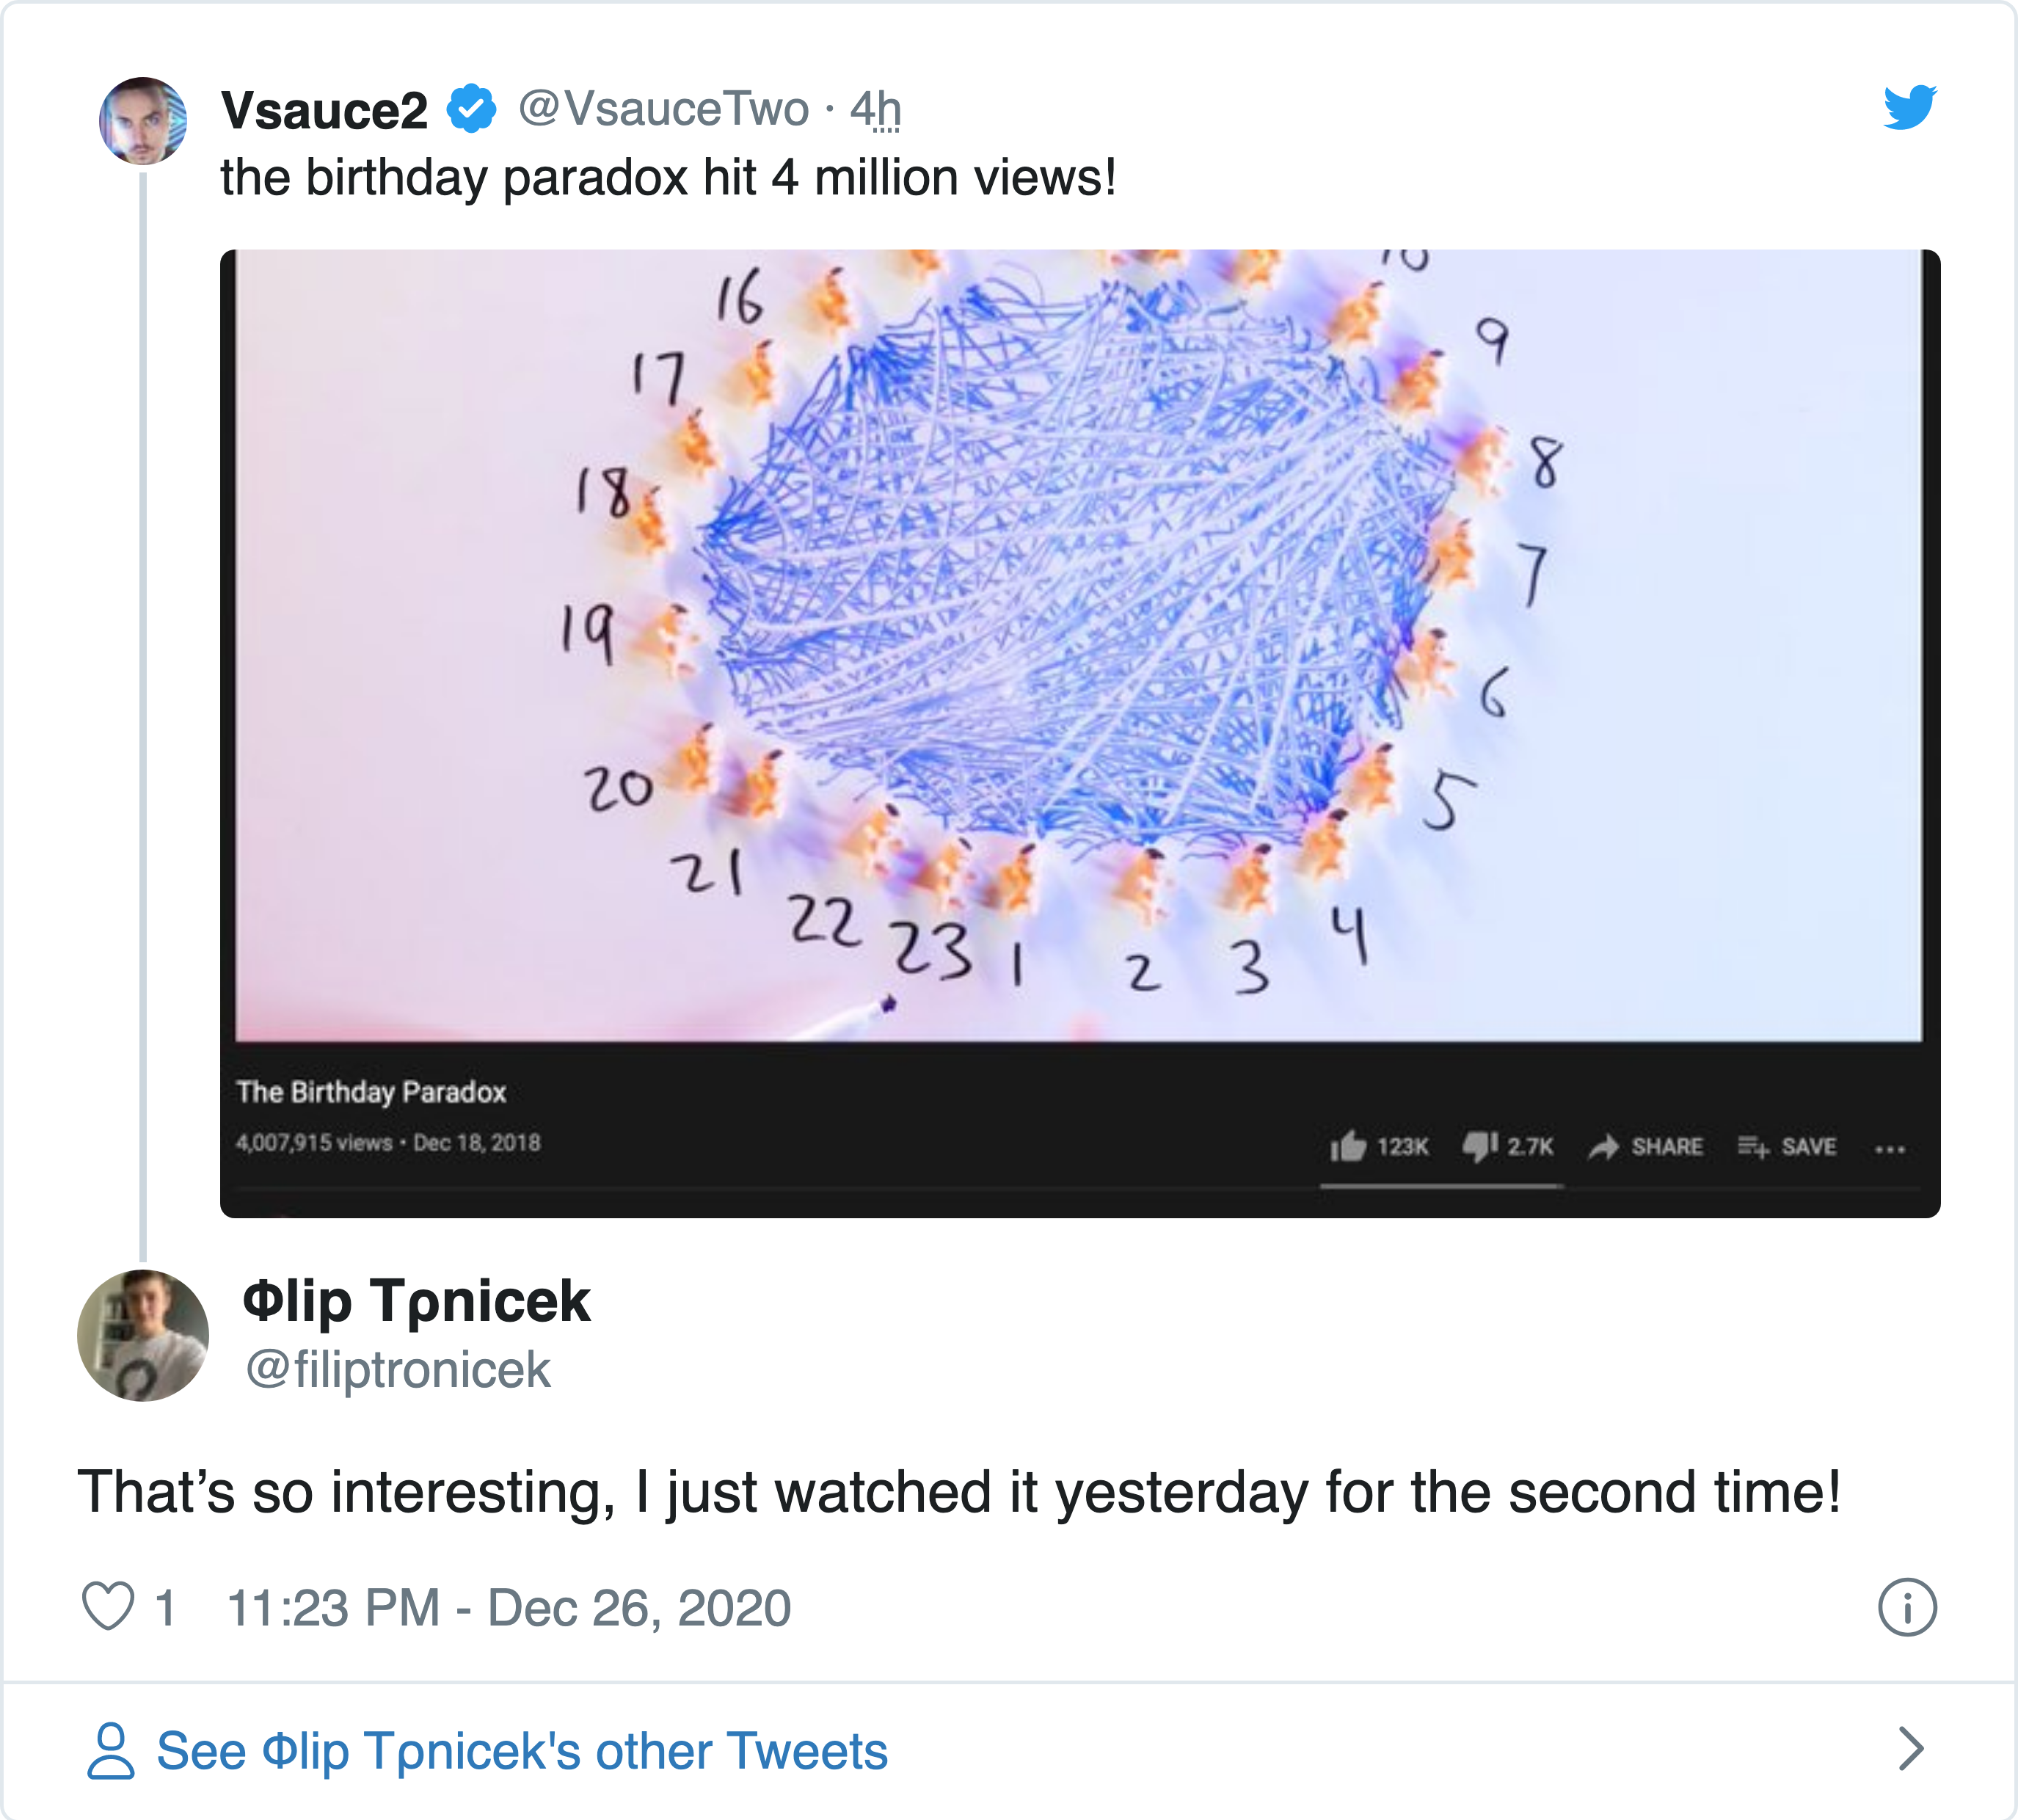 Vsauce2 @VsauceTwo · 4h
the birthday paradox hit 4 million views!
10
16
9
17
8
18
7
19
6
20
5
21
22
23
1
2
3
4
The Birthday Paradox
4,007,915 views • Dec 18, 2018
123K
2.7K
SHARE
SAVE
Φlip Tρnicek
@filiptronicek
That’s so interesting, I just watched it yesterday for the second time!
1 11:23 PM - Dec 26, 2020
See Φlip Tρnicek's other Tweets